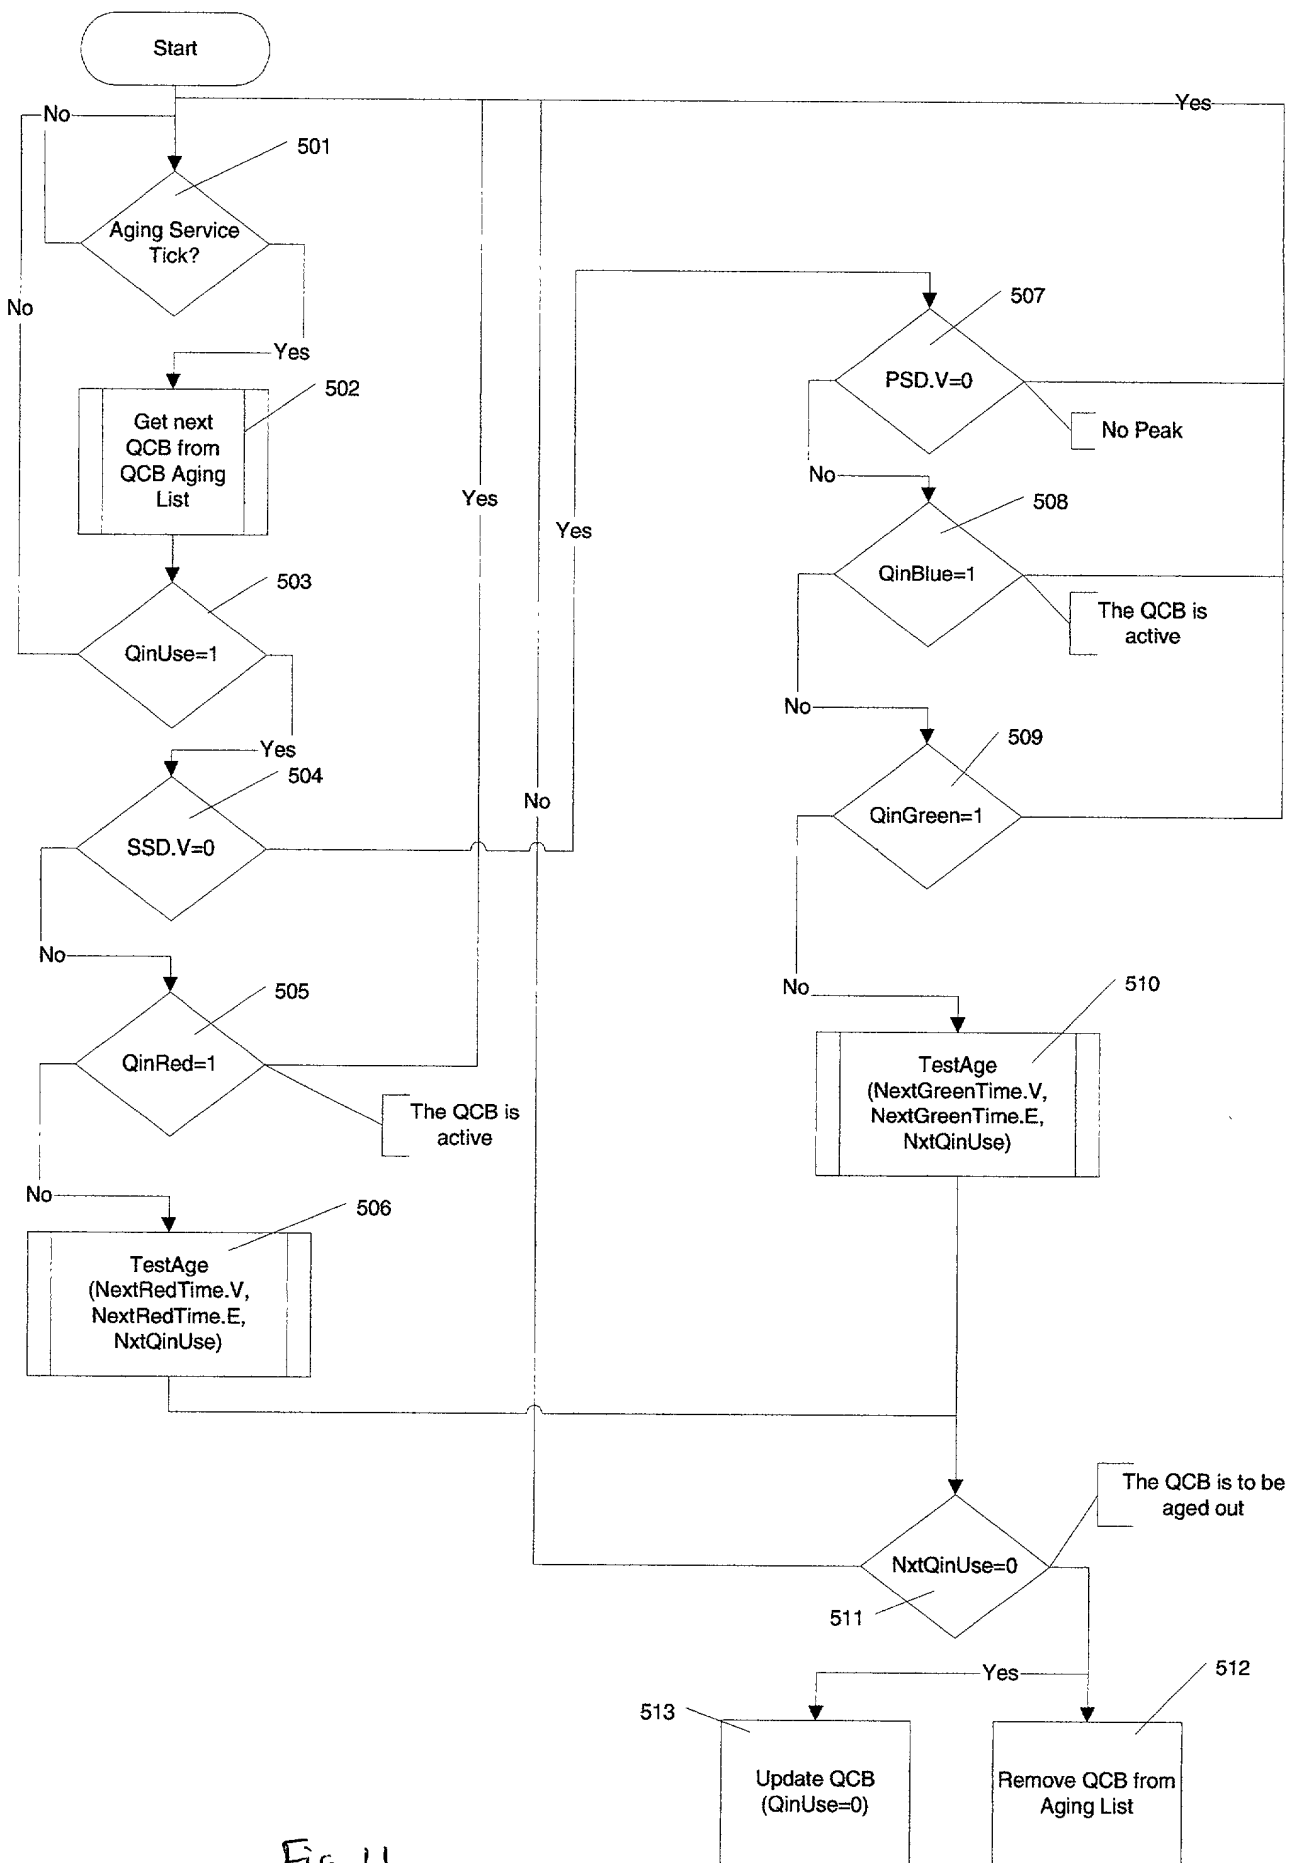 Start
No
Yes
501
Aging Service
Tick?
No
Yes
502
Get next
QCB from
QCB Aging
List
503
QinUse=1
Yes
504
SSD.V=0
Yes
Yes
No
No
505
QinRed=1
The QCB is
active
No
506
TestAge
(NextRedTime.V,
NextRedTime.E,
NxtQinUse)
507
PSD.V=0
No Peak
No
508
QinBlue=1
The QCB is
active
No
509
QinGreen=1
No
510
TestAge
(NextGreenTime.V,
NextGreenTime.E,
NxtQinUse)
The QCB is to be
aged out
NxtQinUse=0
511
Yes
512
513
Update QCB
(QinUse=0)
Remove QCB from
Aging List
Fig. 11